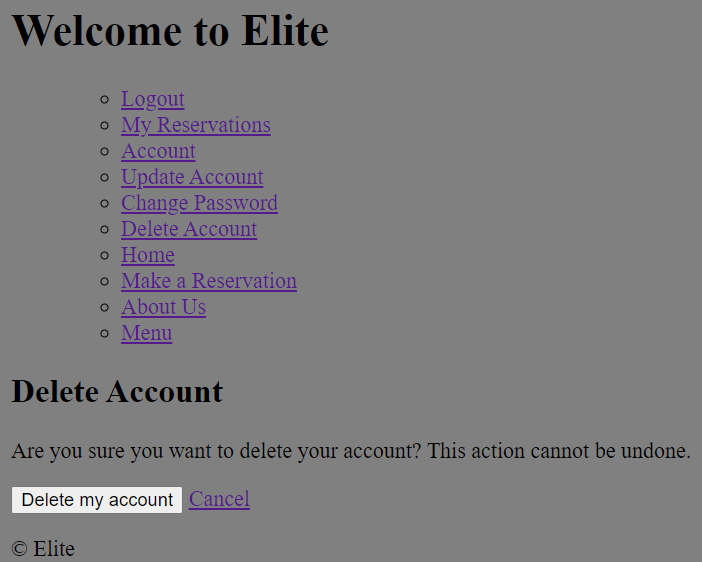 Welcome to Elite
Logout
My Reservations
Account
Update Account
Change Password
Delete Account
Home
Make a Reservation
About Us
Menu
Delete Account
Are you sure you want to delete your account? This action cannot be undone.
Delete my account Cancel
© Elite